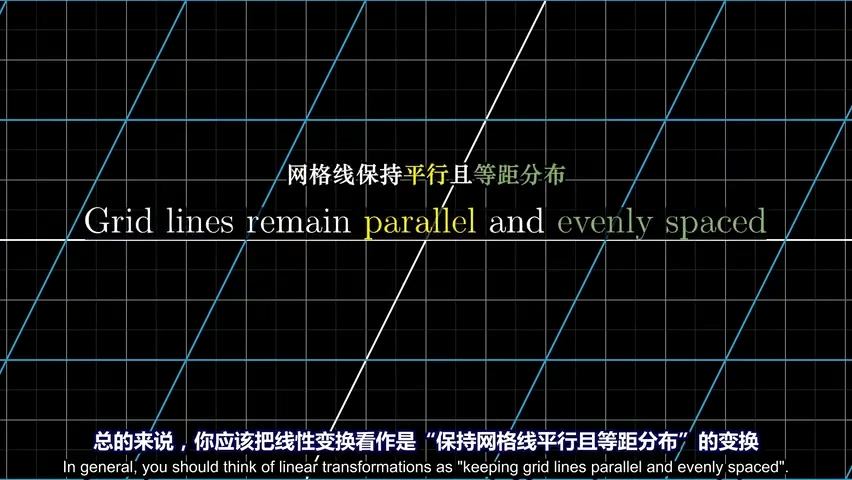 网格线保持平行且等距分布
Grid lines remain parallel and evenly spaced
总的来说，你应该把线性变换看作是“保持网格线平行且等距分布”的变换
In general, you should think of linear transformations as "keeping grid lines parallel and evenly spaced".